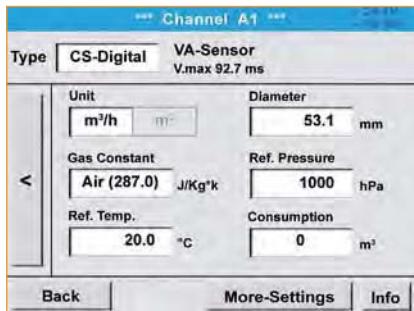 *** Channel A1 ***
Type CS-Digital VA-Sensor
V.max 92.7 ms
Unit Diameter
m³/h m³ 53.1 mm
Gas Constant Ref. Pressure
< Air (287.0) J/Kg*k 1000 hPa
Ref. Temp. Consumption
20.0 °C 0 m³
Back More-Settings Info